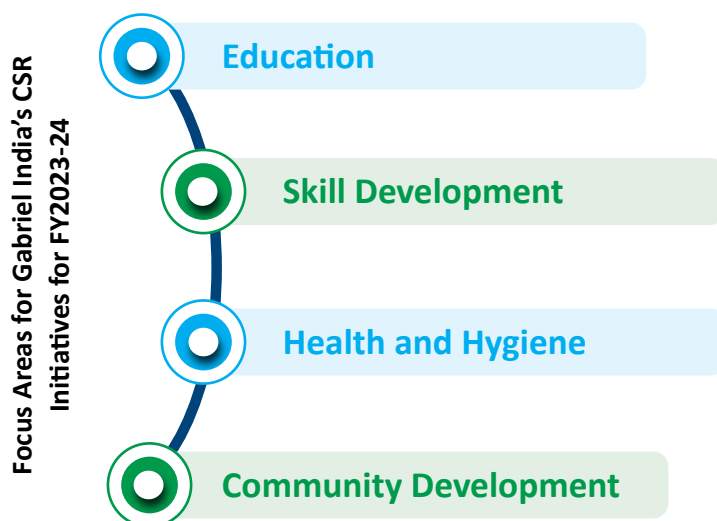 Focus Areas for Gabriel India’s CSR
Initiatives for FY2023-24
Education
Skill Development
Health and Hygiene
Community Development